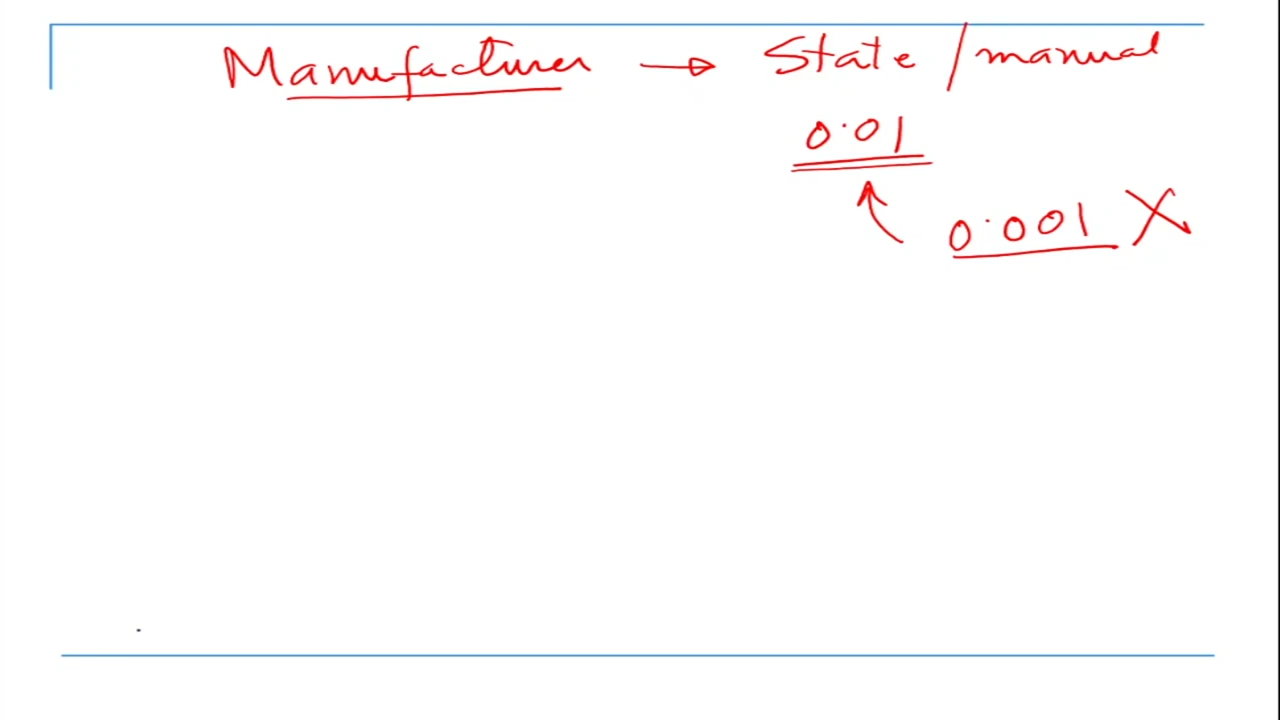 Manufacturer → State / manual
0.01
0.001 X